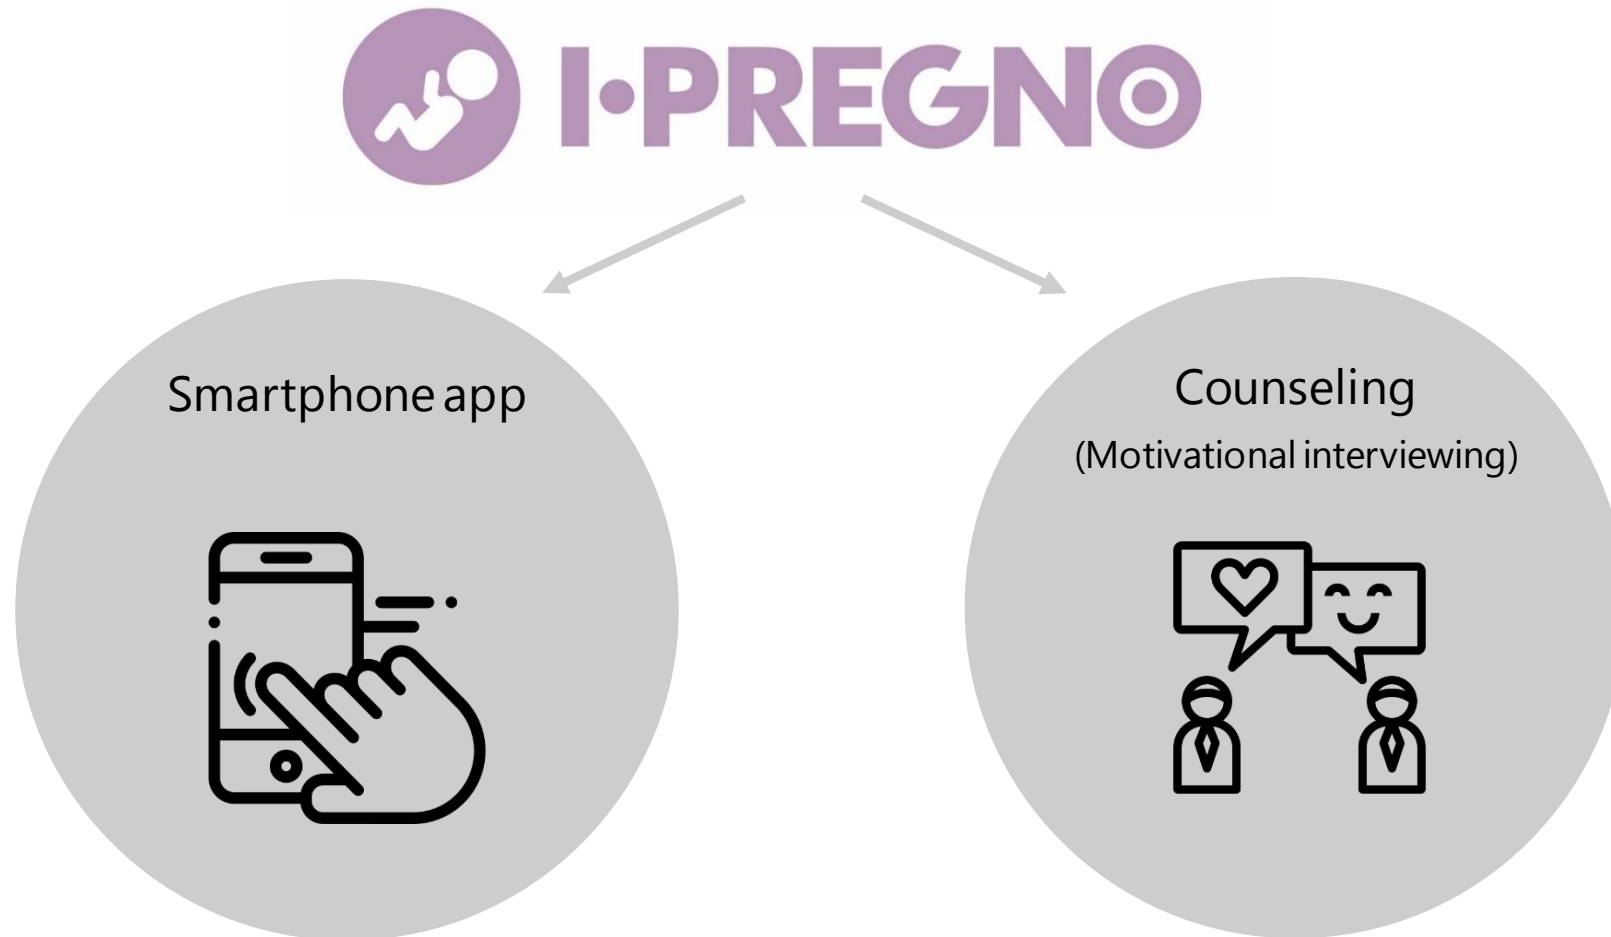 I•PREGNO
Smartphone app
Counseling
(Motivational interviewing)